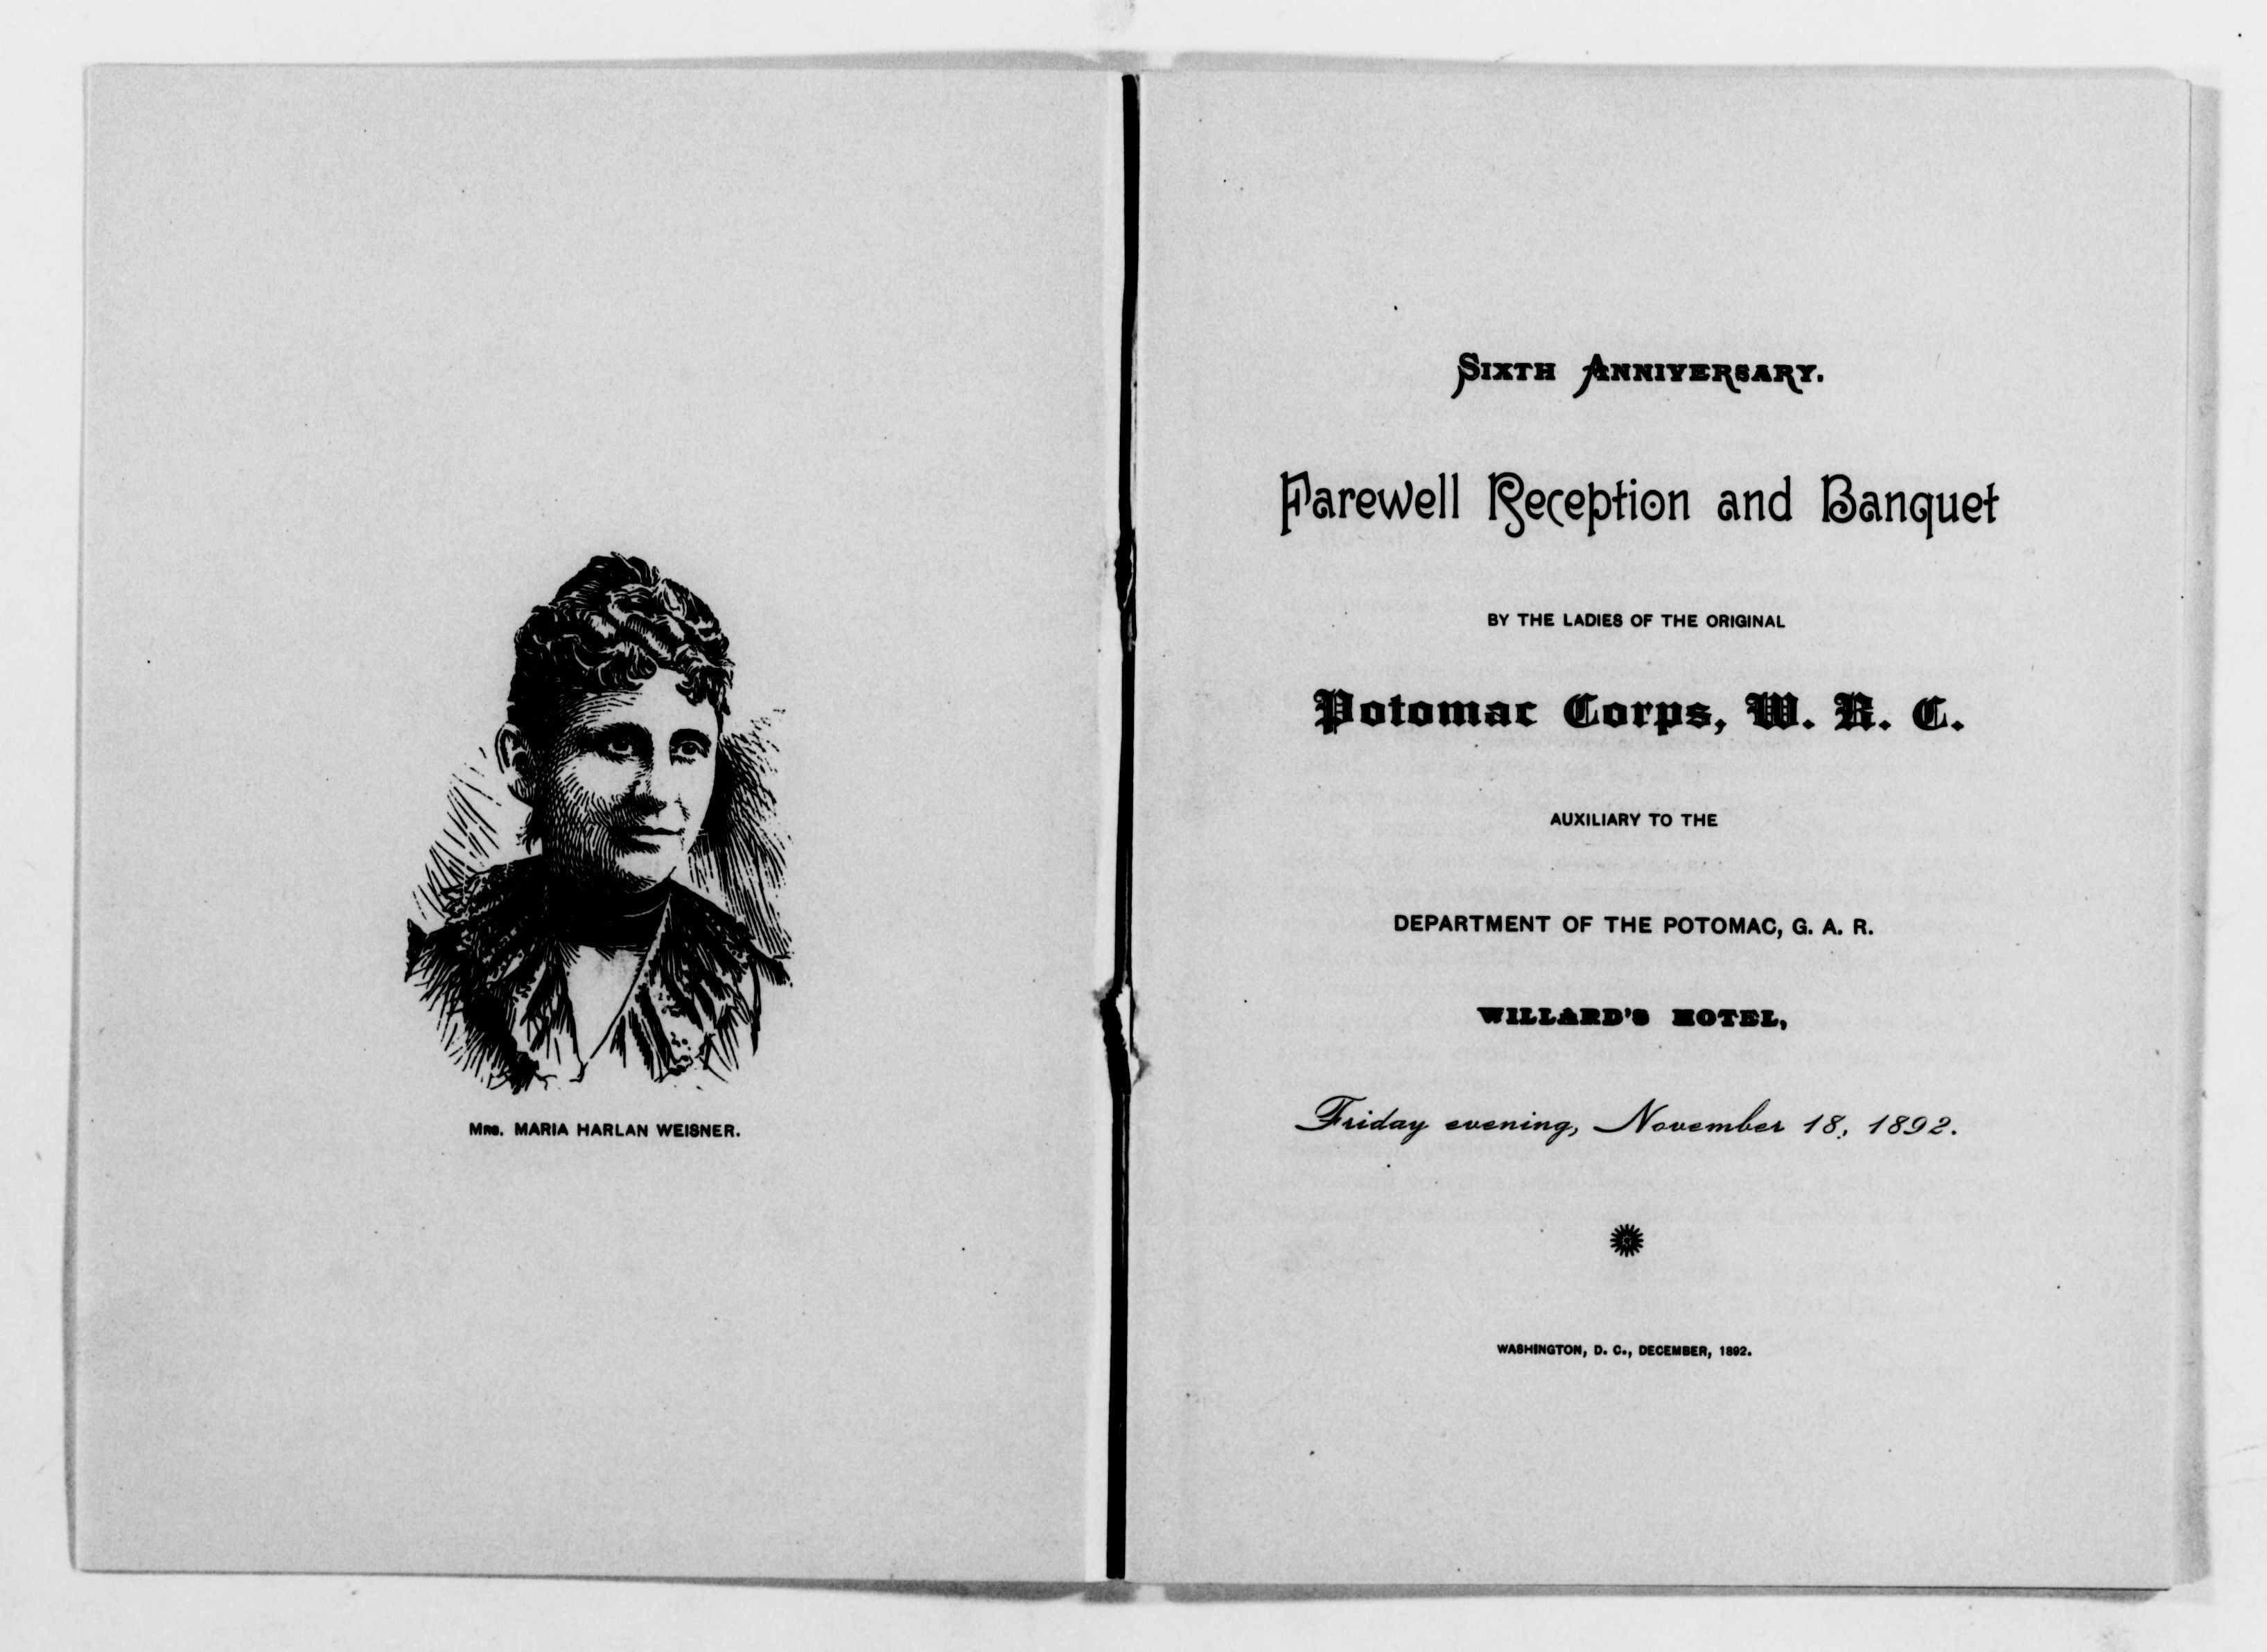 Mrs. MARIA HARLAN WEISNER.
SIXTH ANNIVERSARY.
Farewell Reception and Banquet
BY THE LADIES OF THE ORIGINAL
Potomac Corps, W. R. C.
AUXILIARY TO THE
DEPARTMENT OF THE POTOMAC, G. A. R.
WILLARD'S HOTEL,
Friday evening, November 18, 1892.
WASHINGTON, D. C., DECEMBER, 1892.